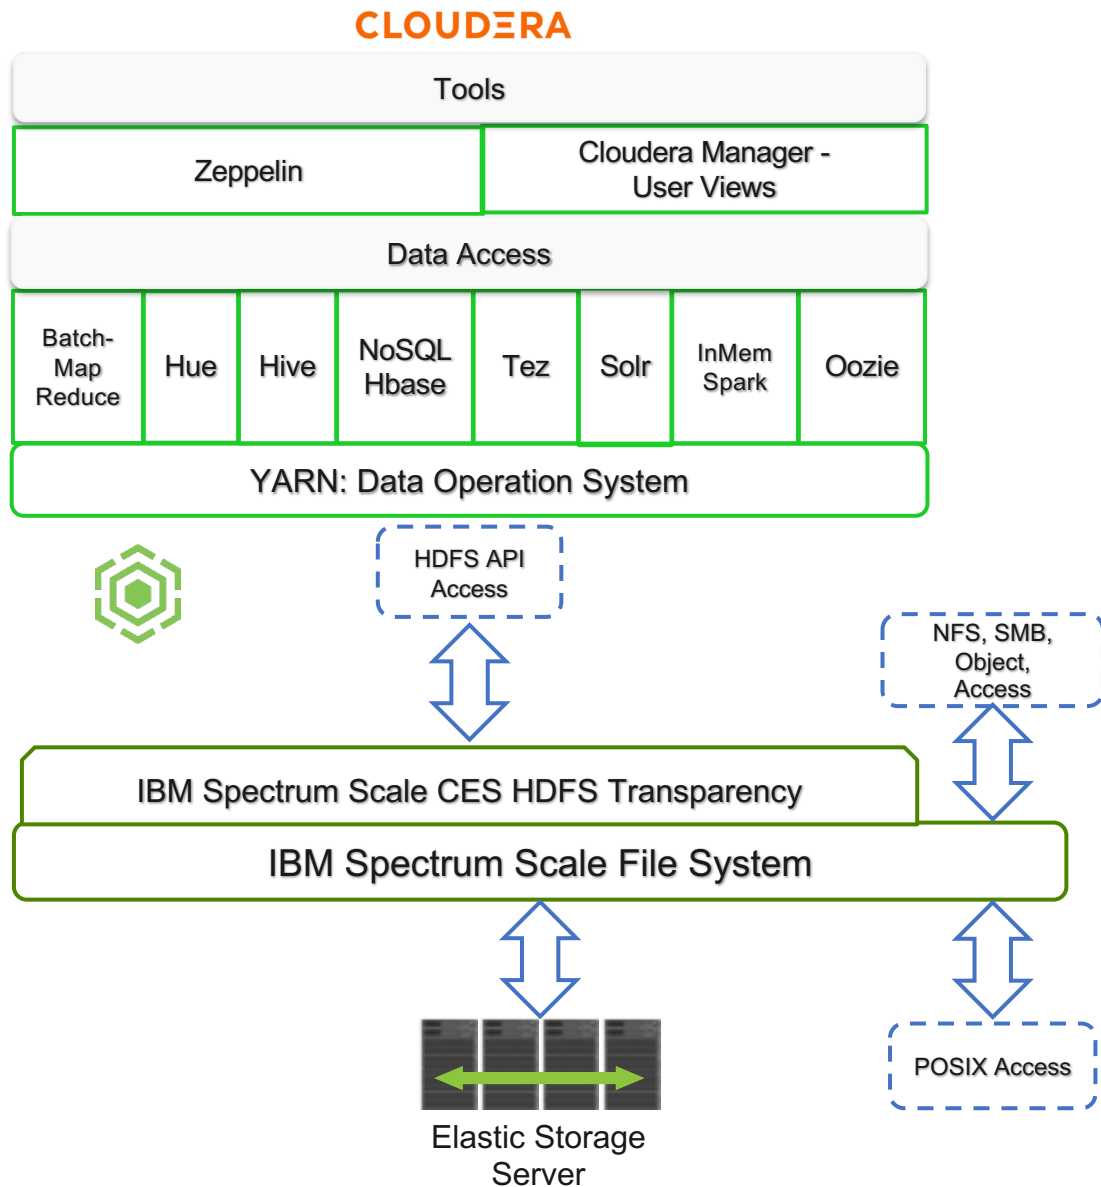 CLOUDERA
Tools
Zeppelin
Cloudera Manager -
User Views
Data Access
Batch-
Map
Reduce
Hue
Hive
NoSQL
Hbase
Tez
Solr
InMem
Spark
Oozie
YARN: Data Operation System
HDFS API
Access
NFS, SMB,
Object,
Access
IBM Spectrum Scale CES HDFS Transparency
IBM Spectrum Scale File System
POSIX Access
Elastic Storage
Server